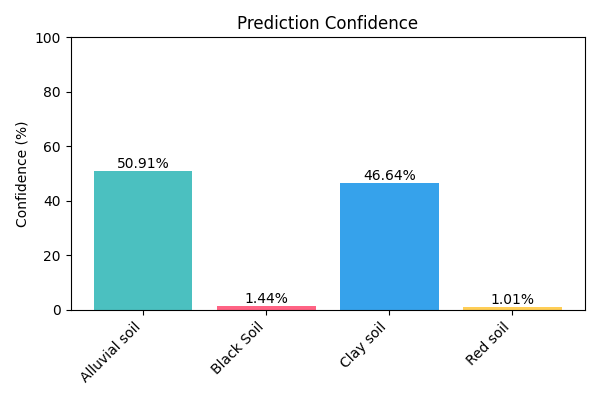 Prediction Confidence
Confidence (%)
100
80
60
40
20
0
50.91%
1.44%
46.64%
1.01%
Alluvial soil
Black Soil
Clay soil
Red soil